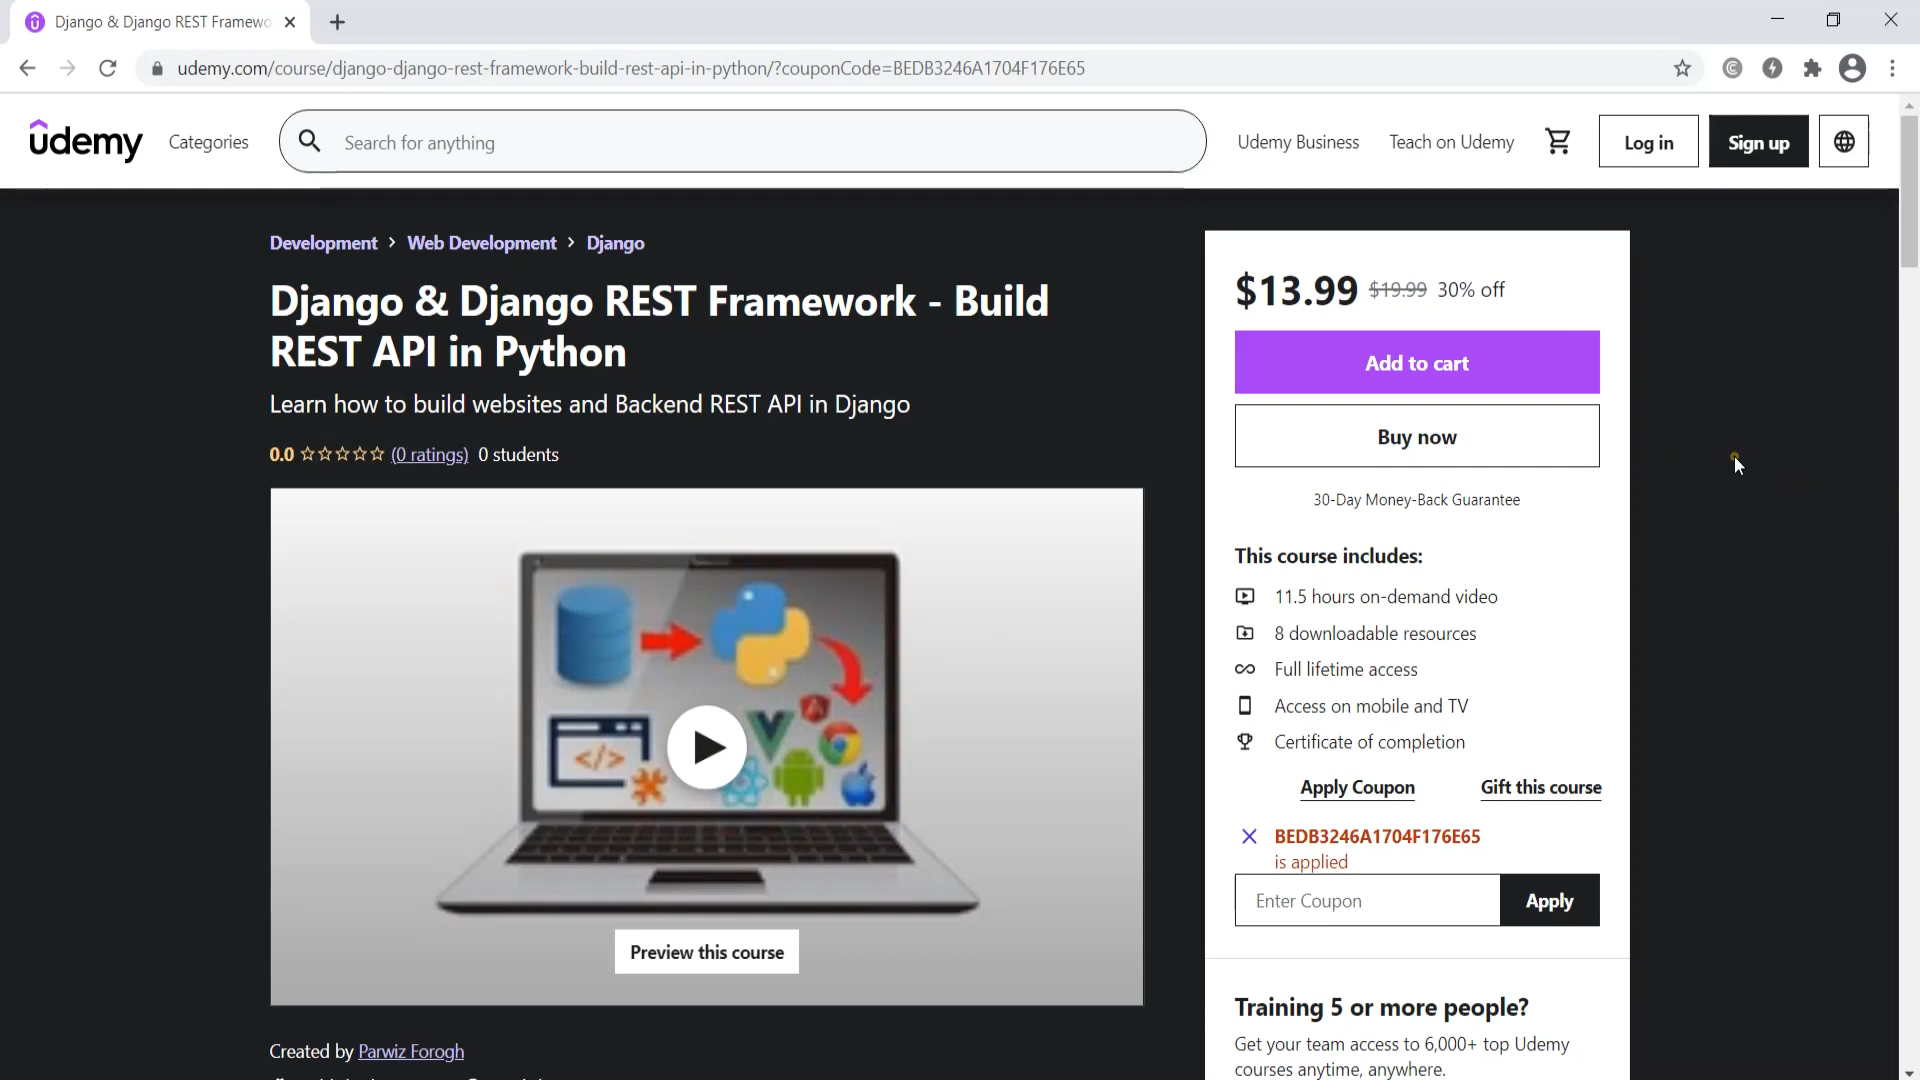 Django & Django REST Framewo
udemy.com/course/django-django-rest-framework-build-rest-api-in-python/?couponCode=BEDB3246A1704F176E65
udemy
Categories
Search for anything
Udemy Business
Teach on Udemy
Log in
Sign up
Development > Web Development > Django
Django & Django REST Framework - Build
REST API in Python
Learn how to build websites and Backend REST API in Django
0.0 (0 ratings) 0 students
Preview this course
Created by Parwiz Forogh
$13.99 $19.99 30% off
Add to cart
Buy now
30-Day Money-Back Guarantee
This course includes:
11.5 hours on-demand video
8 downloadable resources
Full lifetime access
Access on mobile and TV
Certificate of completion
Apply Coupon
Gift this course
BEDB3246A1704F176E65
is applied
Enter Coupon
Apply
Training 5 or more people?
Get your team access to 6,000+ top Udemy
courses anytime, anywhere.